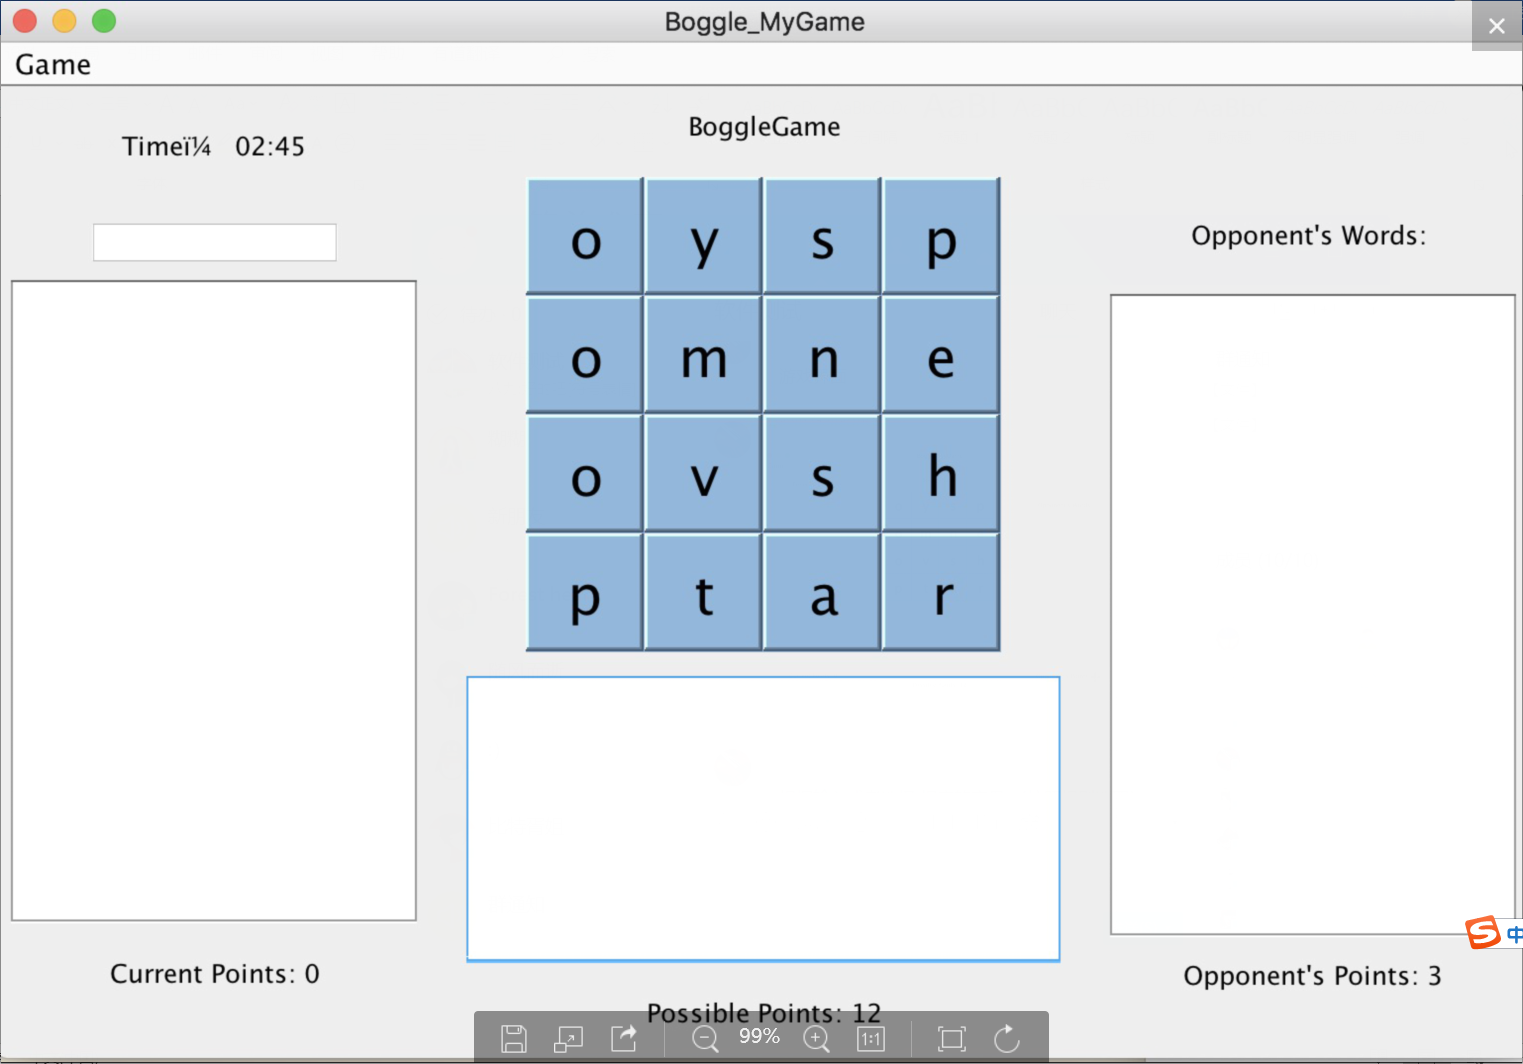 Boggle_MyGame
Game
Timeï¼ 02:45
BoggleGame
Opponent's Words:
o y s p
o m n e
o v s h
p t a r
Current Points: 0
Opponent's Points: 3
Possible Points: 12
99%
1:1
S 中